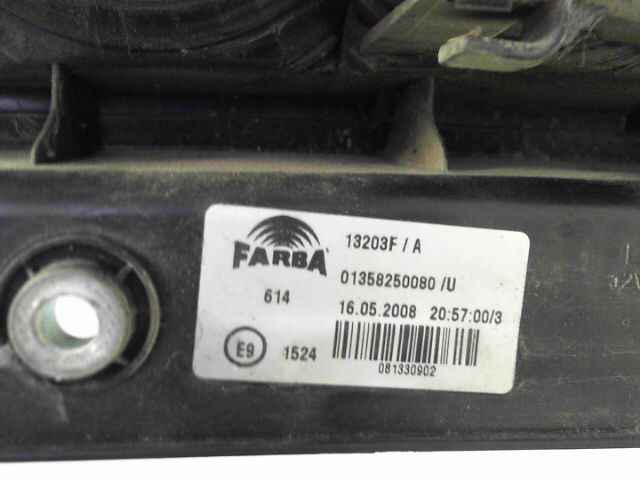 FARBA
13203F / A
01358250080 /U
614
16.05.2008 20:57:00/3
E9
1524
081330902